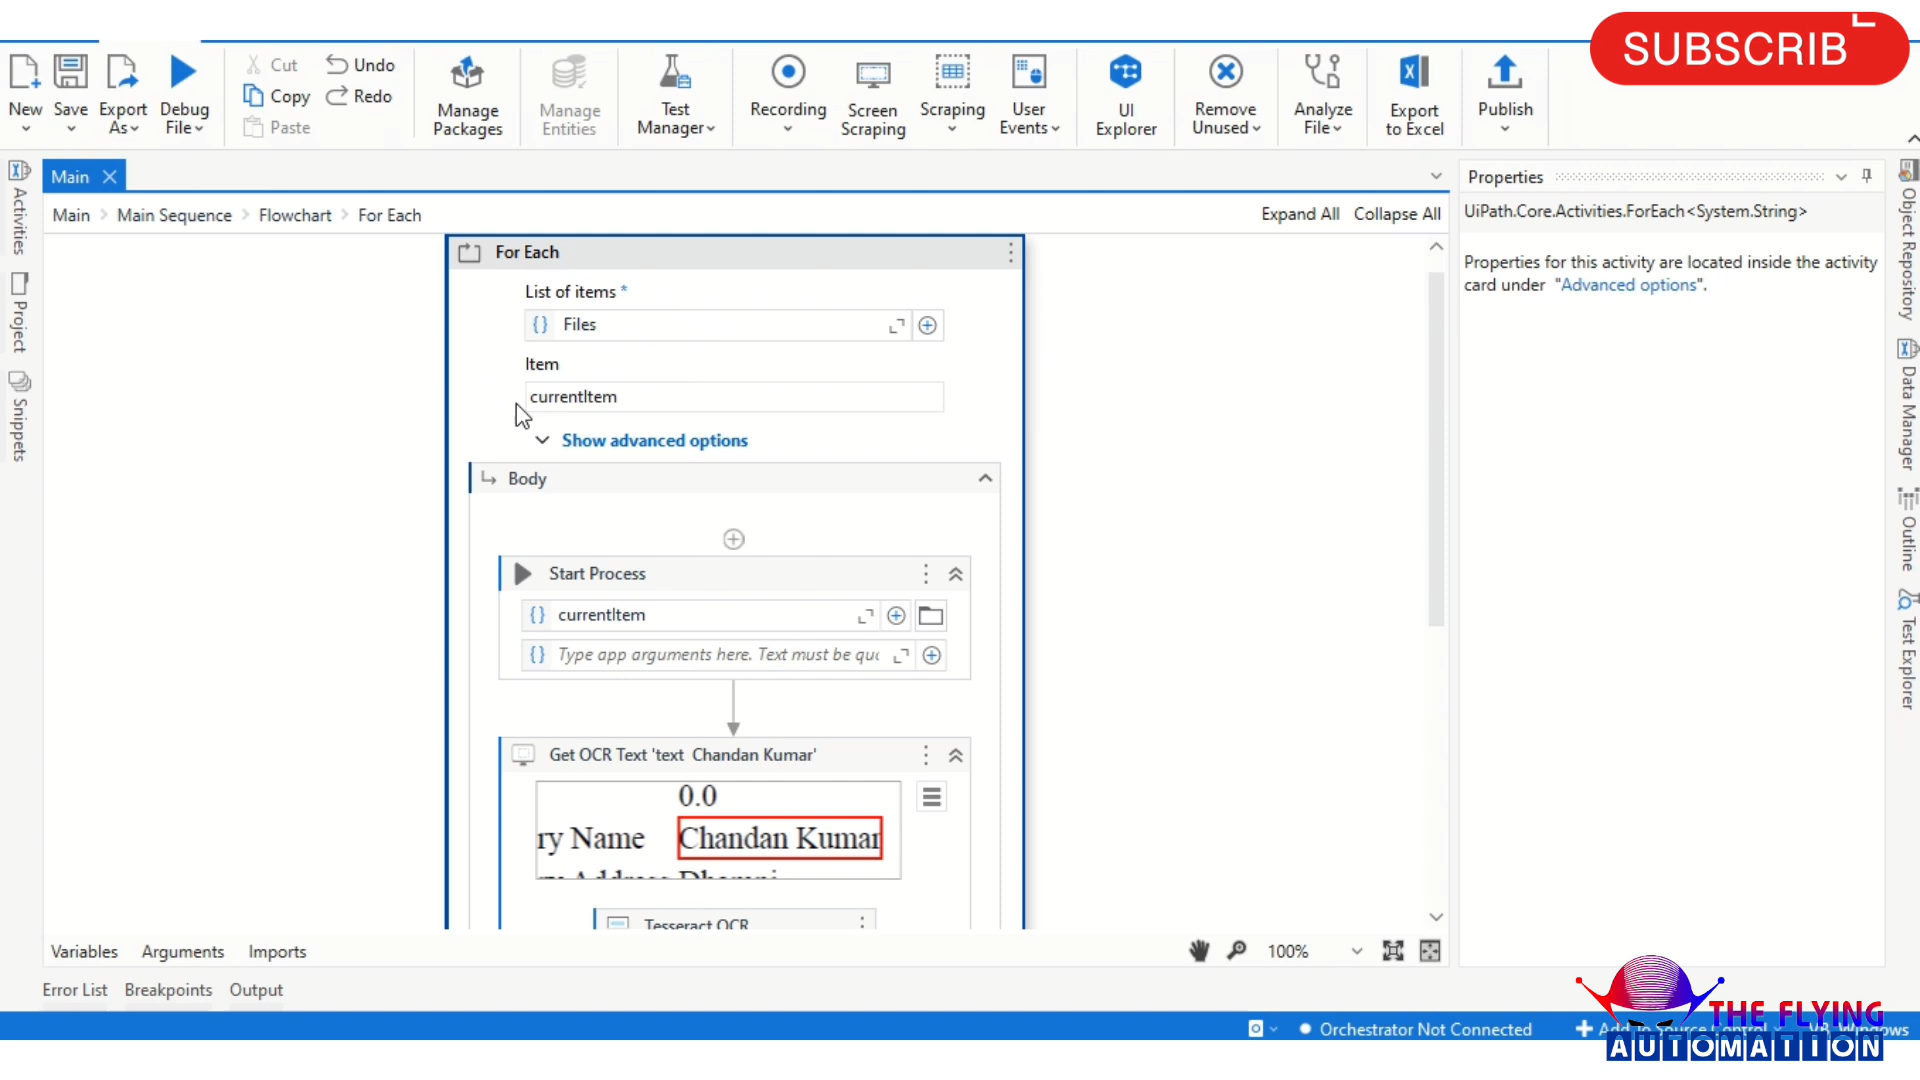 SUBSCRIB
New
Save
Export As
Debug File
Cut
Copy
Paste
Undo
Redo
Manage Packages
Manage Entities
Test Manager
Recording
Screen Scraping
Scraping
User Events
UI Explorer
Remove Unused
Analyze File
Export to Excel
Publish
Activities
Project
Snippets
Main
Main > Main Sequence > Flowchart > For Each
Expand All Collapse All
For Each
List of items *
{} Files
Item
currentItem
Show advanced options
Body
Start Process
{} currentItem
{} Type app arguments here. Text must be quo
Get OCR Text 'text Chandan Kumar'
0.0
ry Name Chandan Kumar
Tesseract OCR
Properties
UiPath.Core.Activities.ForEach<System.String>
Properties for this activity are located inside the activity
card under "Advanced options".
Object Repository
Data Manager
Outline
Test Explorer
Variables Arguments Imports
100%
Error List Breakpoints Output
Orchestrator Not Connected
Add to Source Control
VB Windows
THE FLYING
AUTOMATION